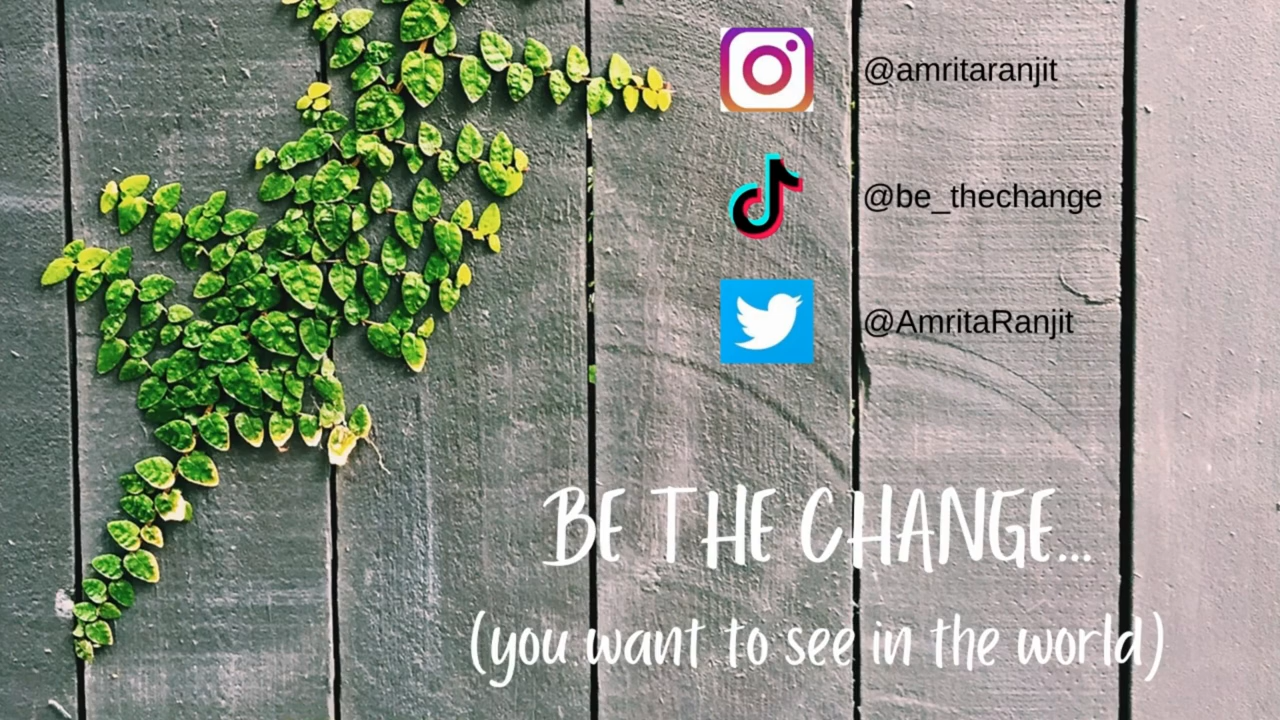 @amritaranjit
@be_thechange
@AmritaRanjit
BE THE CHANGE...
(you want to see in the world)